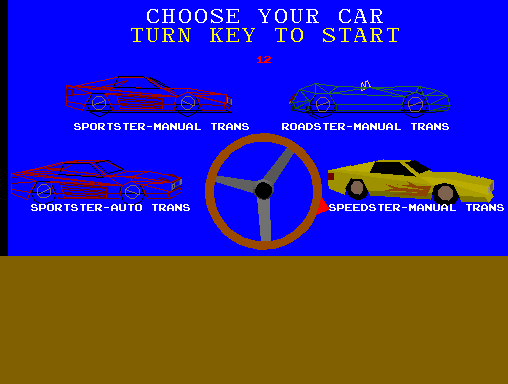 CHOOSE YOUR CAR
TURN KEY TO START
12
SPORTSTER-MANUAL TRANS
ROADSTER-MANUAL TRANS
SPORTSTER-AUTO TRANS
SPEEDSTER-MANUAL TRANS